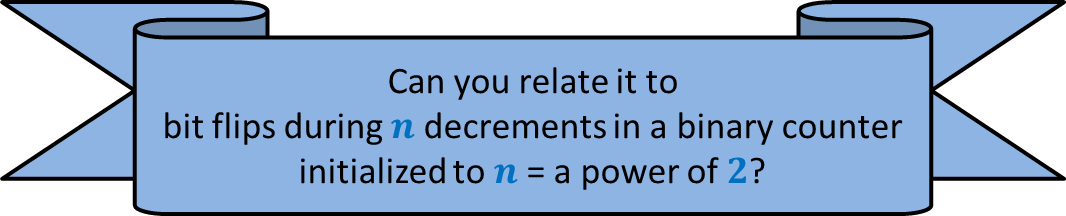 Can you relate it to
bit flips during n decrements in a binary counter
initialized to n = a power of 2?